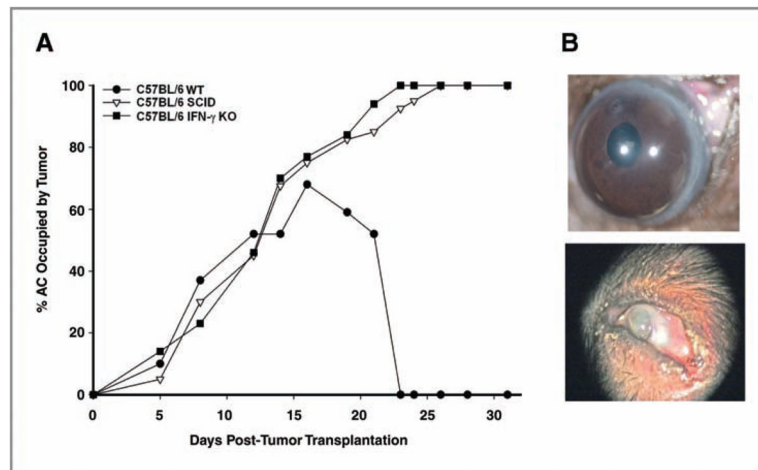 A
B
C57BL/6 WT
C57BL/6 SCID
C57BL/6 IFN-γ KO
% AC Occupied by Tumor
100
80
60
40
20
0
0 5 10 15 20 25 30
Days Post-Tumor Transplantation